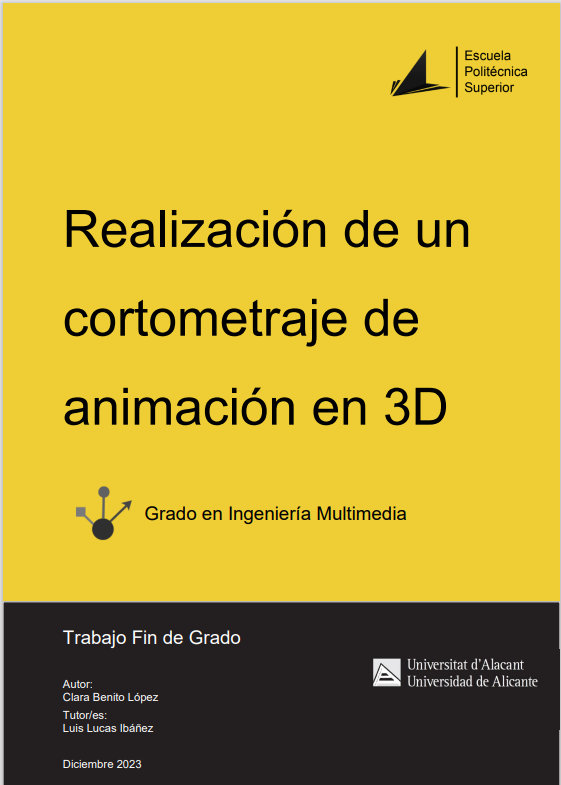 Escuela
Politécnica
Superior
Realización de un
cortometraje de
animación en 3D
Grado en Ingeniería Multimedia
Trabajo Fin de Grado
Autor:
Clara Benito López
Tutor/es:
Luis Lucas Ibáñez
Diciembre 2023
Universitat d'Alacant
Universidad de Alicante